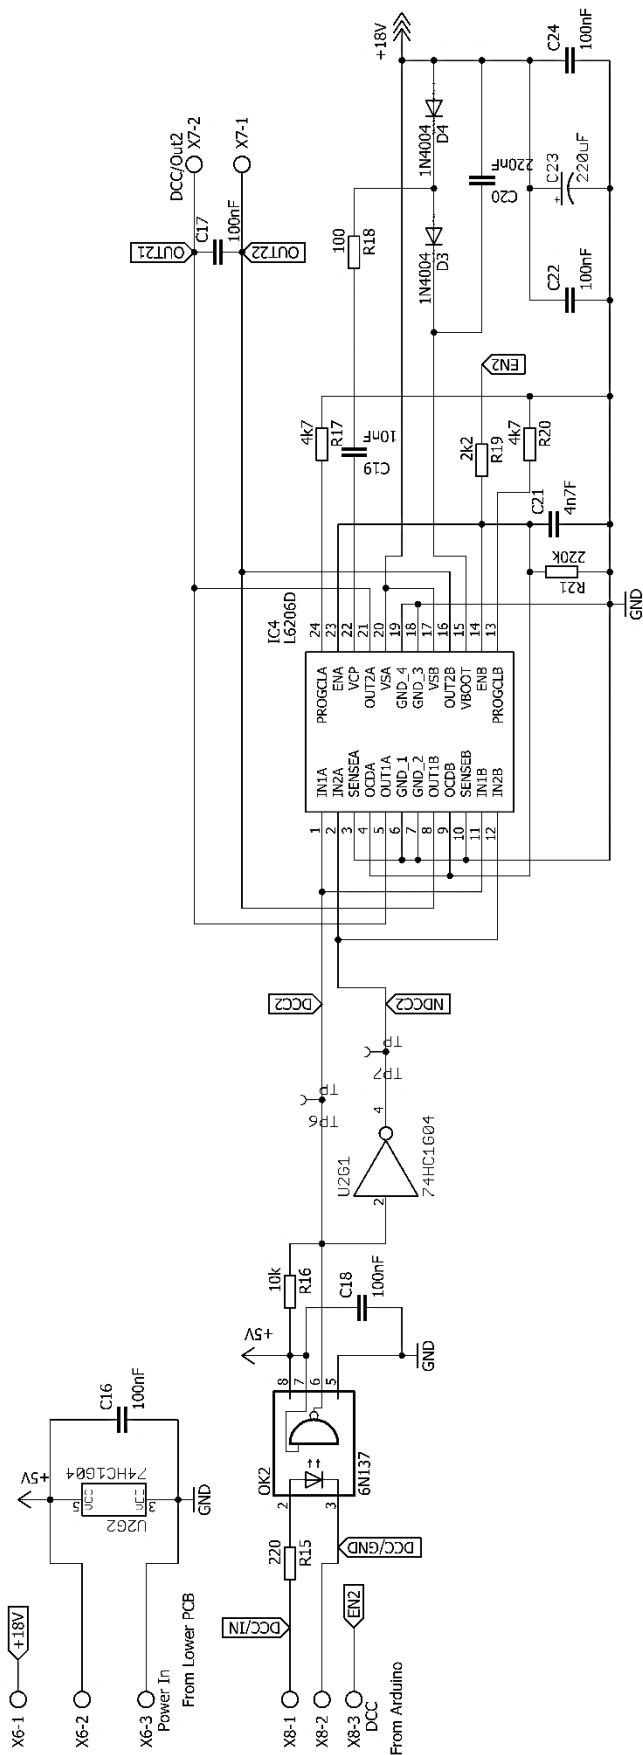 X6-1
+18V
X6-2
X6-3
Power In
From Lower PCB
+5V
VCC
5
3
74HC1G04
U2G2
C16
100nF
GND
X8-1
X8-2
X8-3
DCC
From Arduino
DCC/IN
DCC/GND
EN2
220
R15
OK2
6N137
2
3
8
7
6
5
+5V
10k
R16
C18
100nF
GND
U2G1
74HC1G04
2
4
TP
TP6
TP
TP7
DCC2
NDCC2
IC4
L6206D
1
2
3
4
5
6
7
8
9
10
11
12
IN1A
IN2A
SENSEA
OCDA
OUT1A
GND_1
GND_2
OUT1B
OCDB
SENSEB
IN1B
IN2B
PROGCLA
ENA
VCP
OUT2A
VSA
GND_4
GND_3
VSB
OUT2B
VBOOT
ENB
PROGCLB
24
23
22
21
20
19
18
17
16
15
14
13
4k7
R17
10nF
C19
100
R18
2k2
R19
EN2
4k7
R20
C21
4n7F
220k
R21
GND
OUT21
OUT22
C17
100nF
DCC/Out2
X7-2
X7-1
1N4004
D3
1N4004
D4
220nF
C20
C22
100nF
C23
+
220uF
C24
100nF
+18V